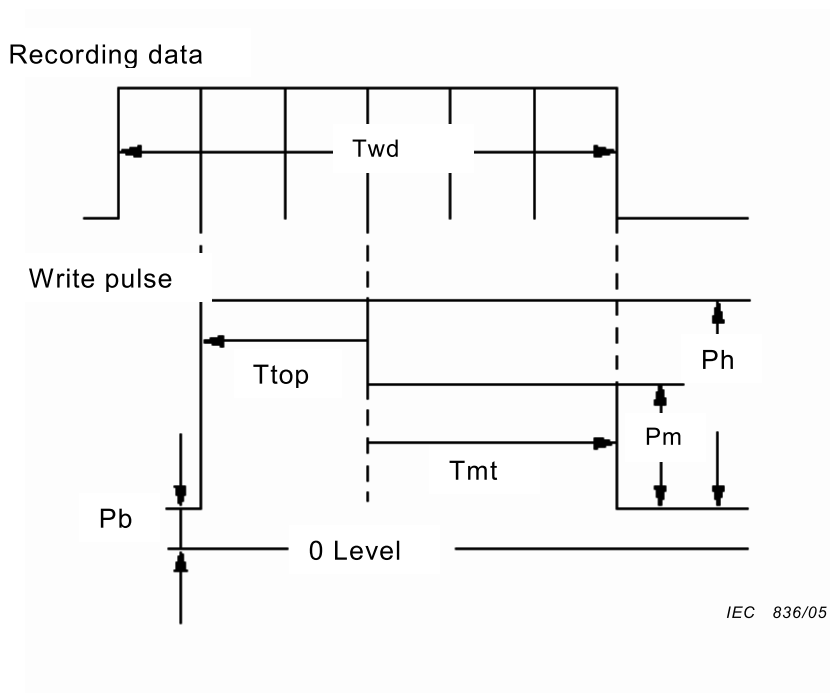 Recording data
Twd
Write pulse
Ttop
Ph
Pm
Tmt
Pb
0 Level
IEC 836/05